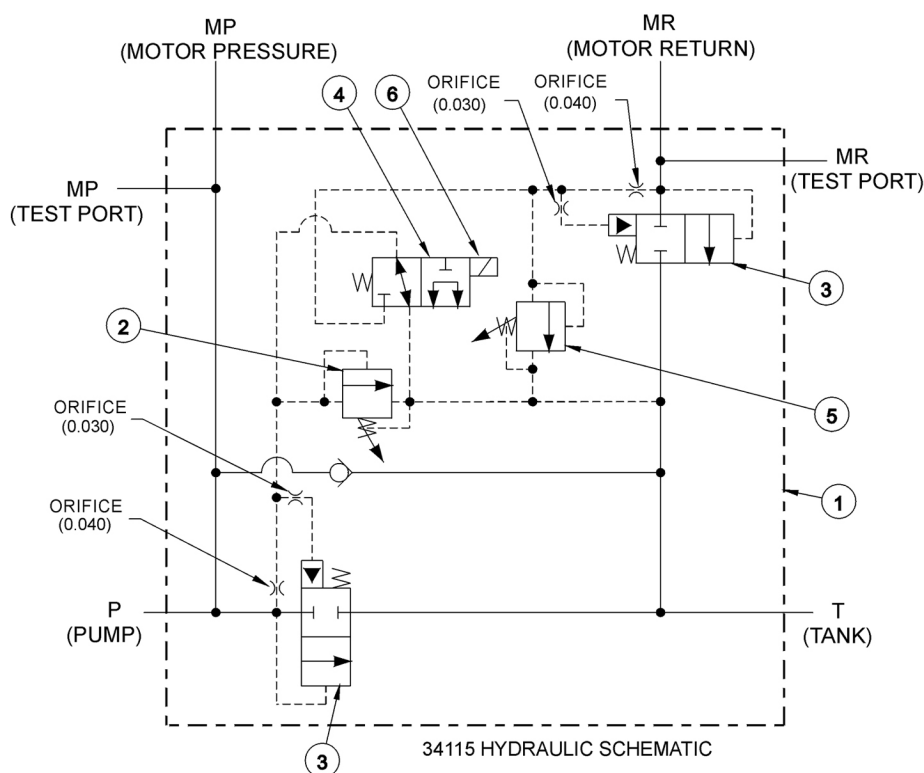 MP
(MOTOR PRESSURE)
MR
(MOTOR RETURN)
ORIFICE
(0.030)
ORIFICE
(0.040)
4
6
MP
(TEST PORT)
MR
(TEST PORT)
3
2
5
ORIFICE
(0.030)
1
ORIFICE
(0.040)
P
(PUMP)
T
(TANK)
3
34115 HYDRAULIC SCHEMATIC